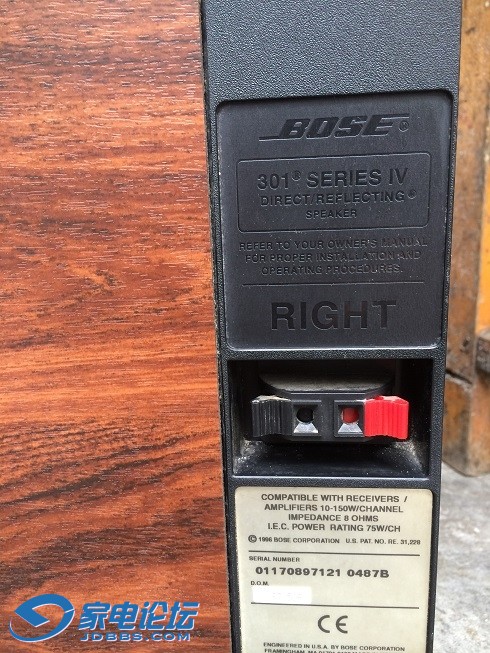 BOSE®
301® SERIES IV
DIRECT/REFLECTING®
SPEAKER
REFER TO YOUR OWNER'S MANUAL
FOR PROPER INSTALLATION AND
OPERATING PROCEDURES.
RIGHT
COMPATIBLE WITH RECEIVERS /
AMPLIFIERS 10-150W/CHANNEL
IMPEDANCE 8 OHMS
I.E.C. POWER RATING 75W/CH
© 1996 BOSE CORPORATION U.S. PAT NO. RE. 31,228
SERIAL NUMBER
01170897121 0487B
D.O.M.
CE
ENGINEERED IN U.S.A. BY BOSE CORPORATION
FRAMINGHAM, MA
家电论坛
JDBBS.COM